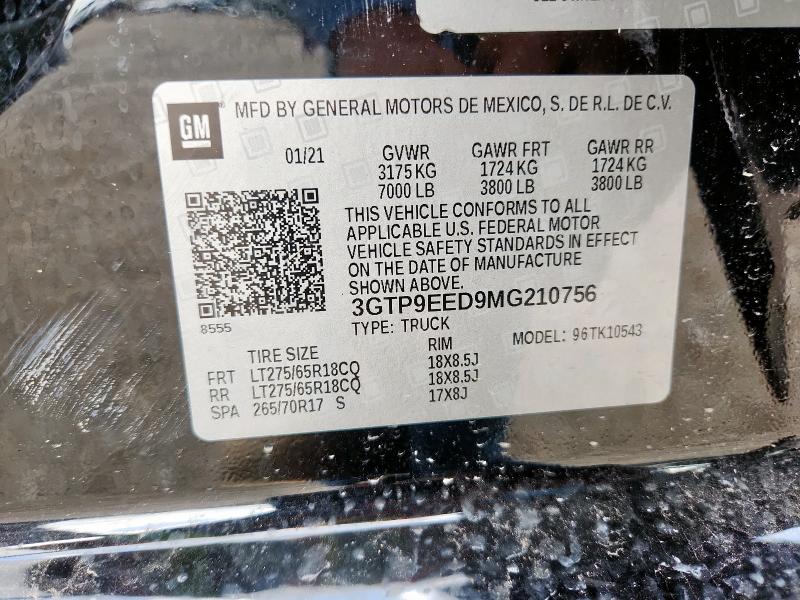 GM
MFD BY GENERAL MOTORS DE MEXICO, S. DE R.L. DE C.V.
01/21 GVWR GAWR FRT GAWR RR
3175 KG 1724 KG 1724 KG
7000 LB 3800 LB 3800 LB
THIS VEHICLE CONFORMS TO ALL
APPLICABLE U.S. FEDERAL MOTOR
VEHICLE SAFETY STANDARDS IN EFFECT
ON THE DATE OF MANUFACTURE
SHOWN ABOVE.
3GTP9EED9MG210756
8555 TYPE: TRUCK MODEL: 96TK10543
TIRE SIZE RIM
FRT LT275/65R18CQ 18X8.5J
RR LT275/65R18CQ 18X8.5J
SPA 265/70R17 S 17X8J